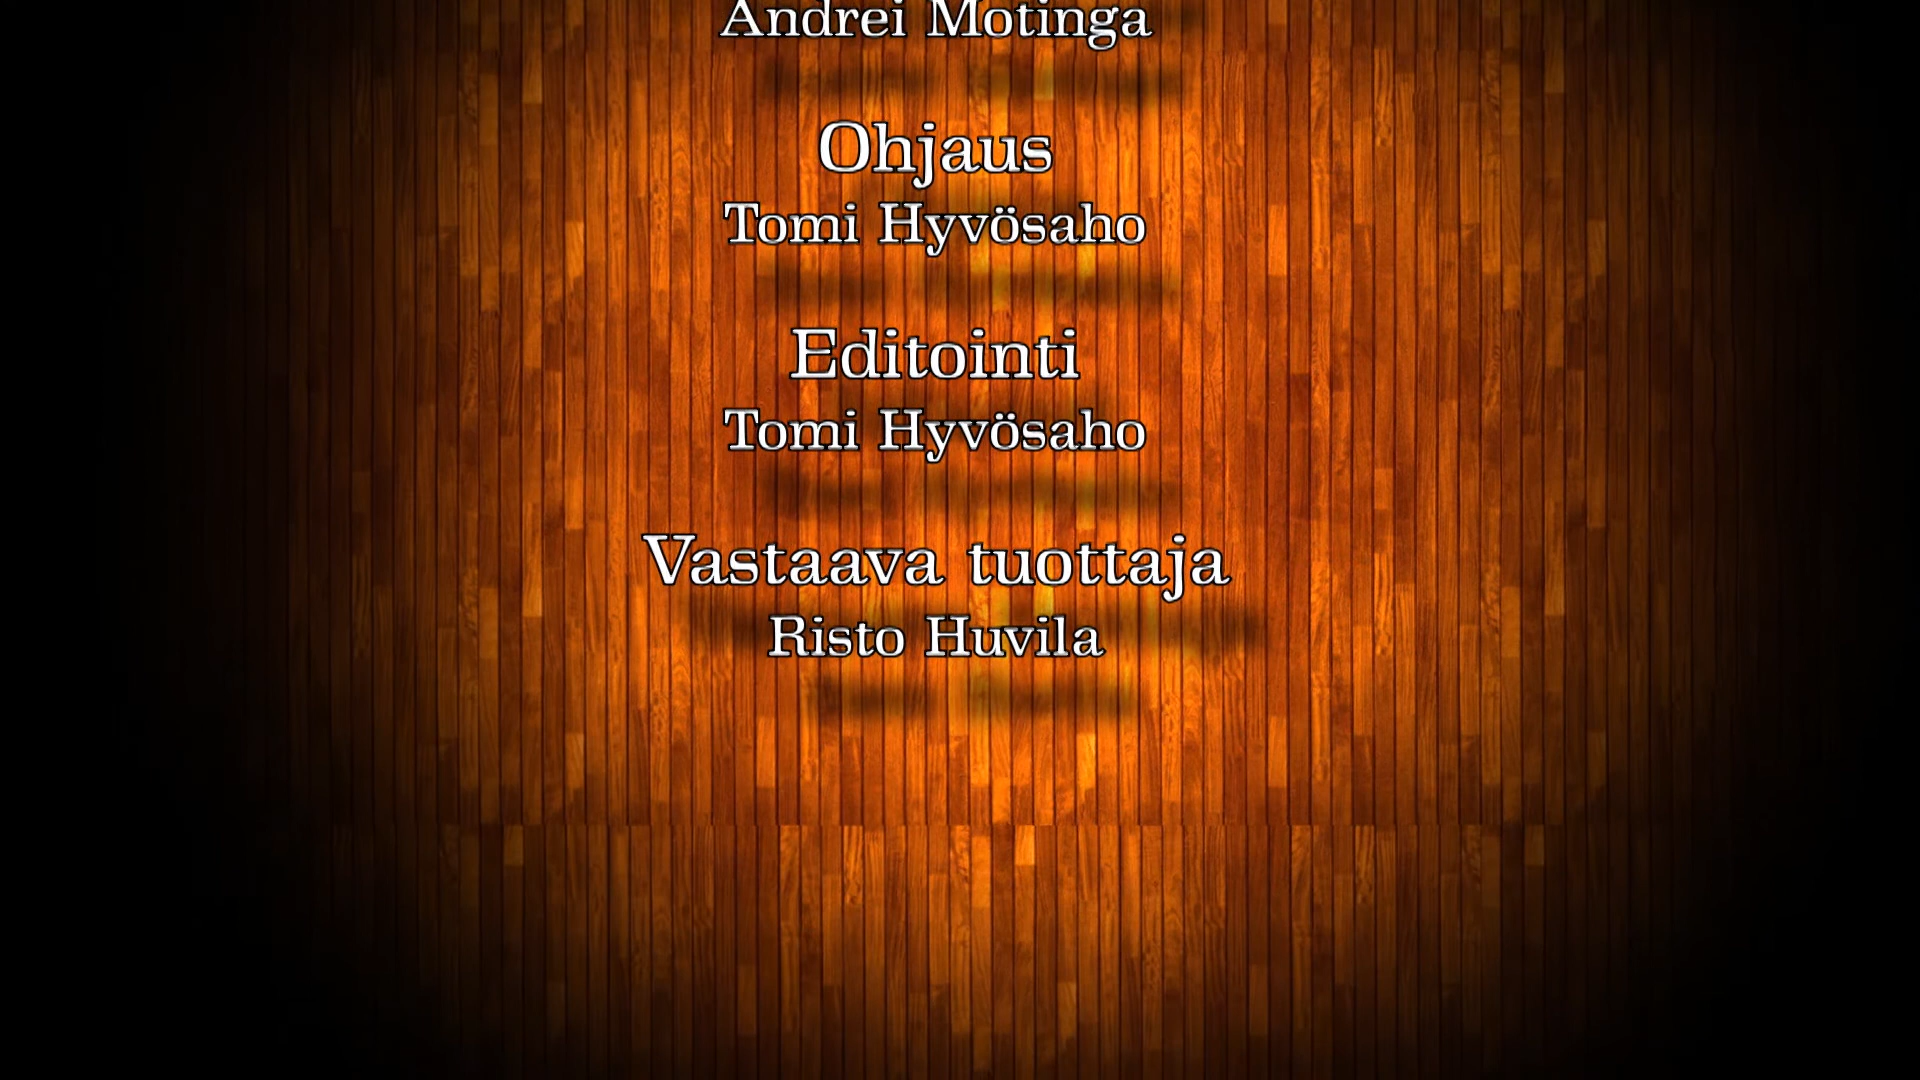 Andrei Motinga
Ohjaus
Tomi Hyvösaho
Editointi
Tomi Hyvösaho
Vastaava tuottaja
Risto Huvila